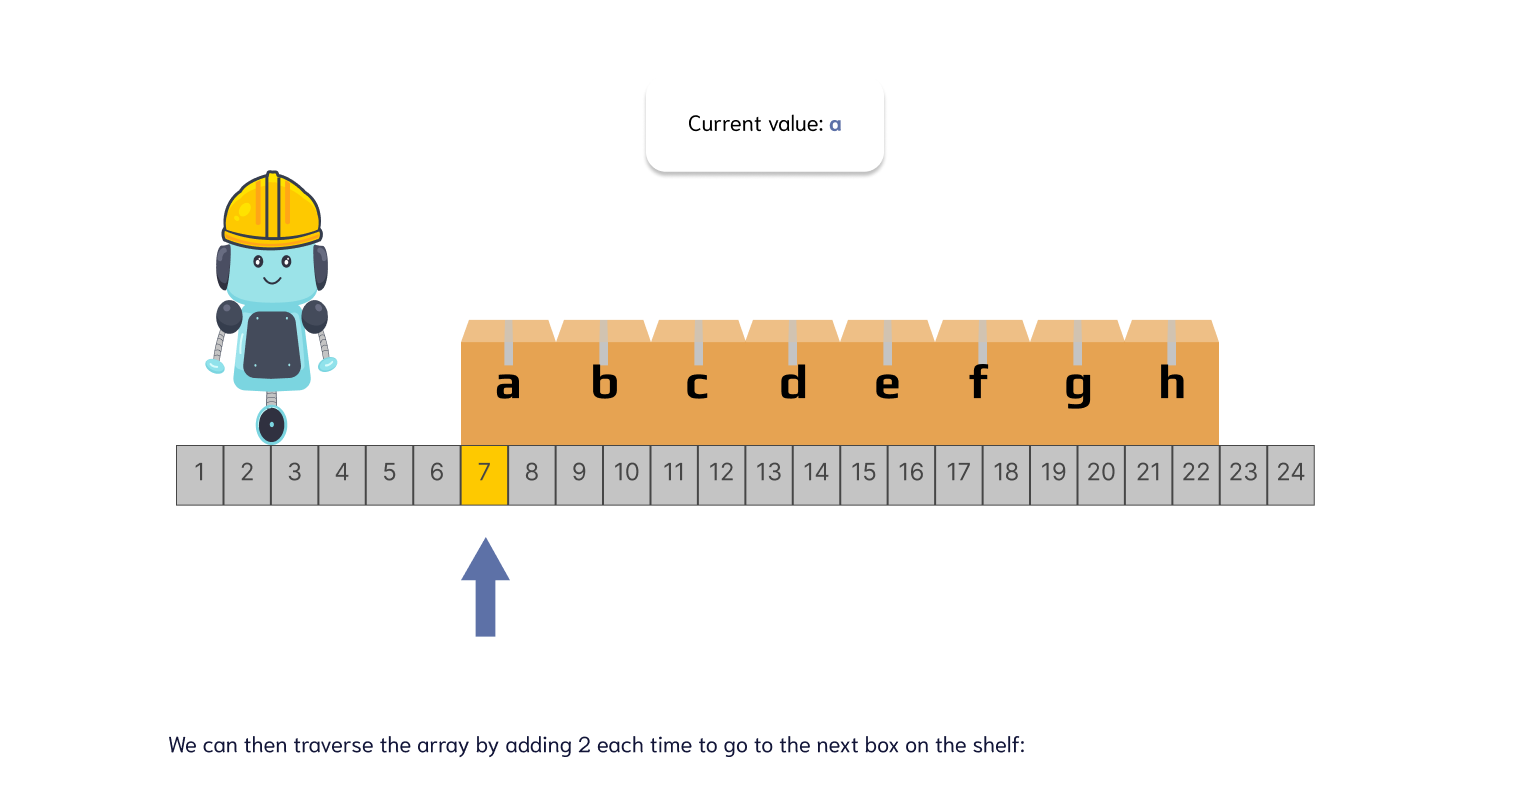 Current value: a
a b c d e f g h
1 2 3 4 5 6 7 8 9 10 11 12 13 14 15 16 17 18 19 20 21 22 23 24
We can then traverse the array by adding 2 each time to go to the next box on the shelf: